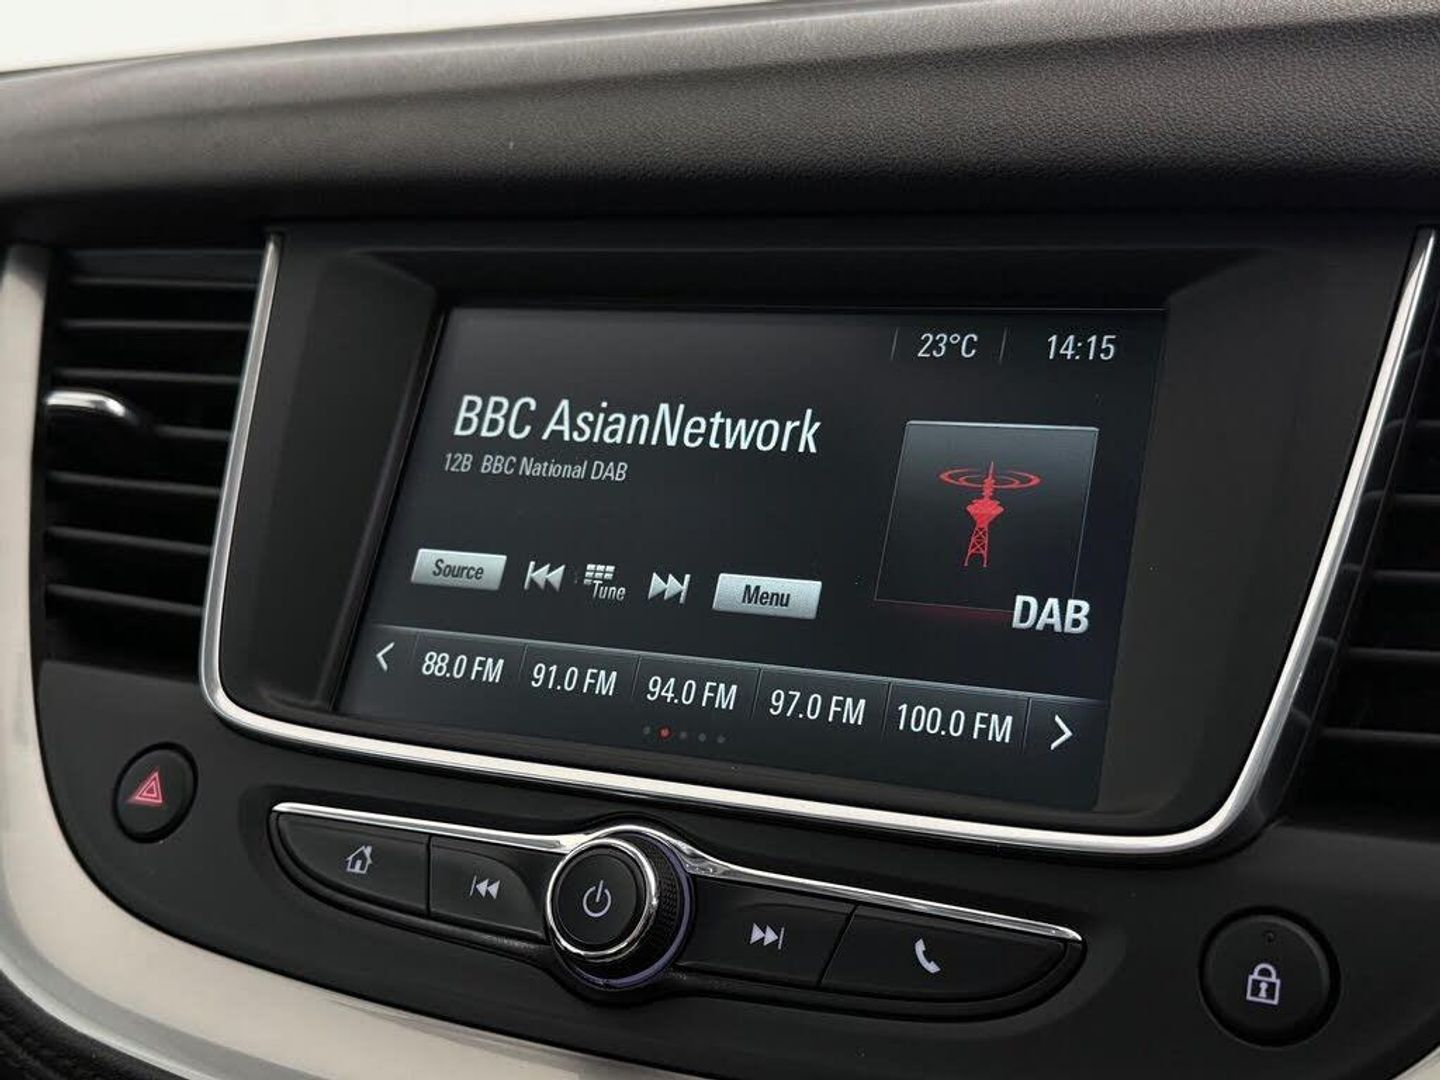 23°C 14:15
BBC AsianNetwork
12B BBC National DAB
Source Tune Menu
DAB
88.0 FM 91.0 FM 94.0 FM 97.0 FM 100.0 FM